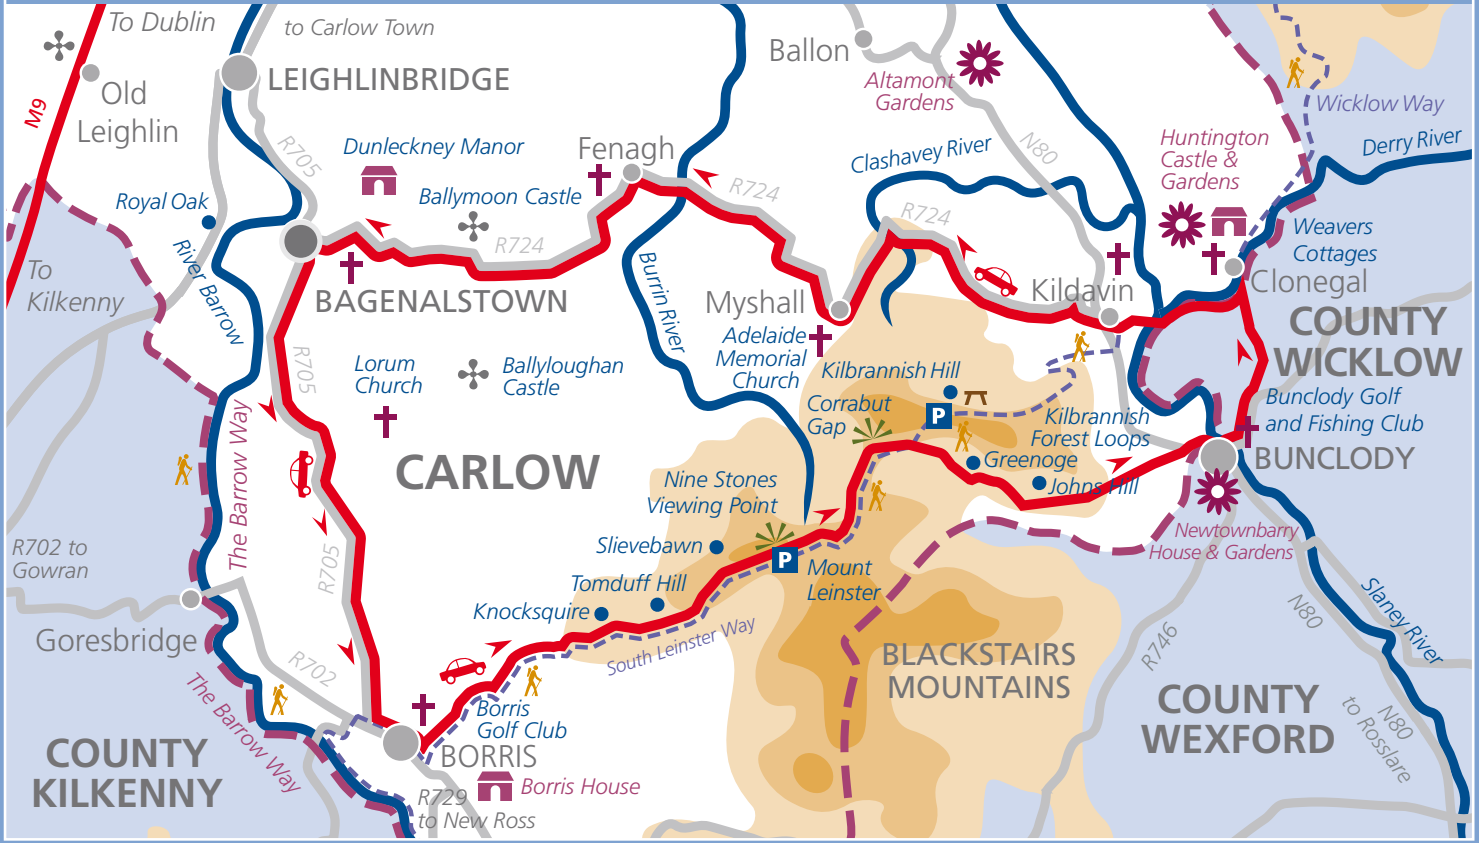 To Dublin
to Carlow Town
Ballon
LEIGHLINBRIDGE
Old
Leighlin
M9
R705
Altamont
Gardens
N80
Wicklow Way
Huntington
Castle &
Gardens
Derry River
Dunleckney Manor
Fenagh
Clashavey River
Royal Oak
Ballymoon Castle
R724
R724
R724
Weavers
Cottages
To
Kilkenny
River Barrow
BAGENALSTOWN
Burrin River
Myshall
Kildavin
Clonegal
COUNTY
WICKLOW
Adelaide
Memorial
Church
R705
Lorum
Church
Ballyloughan
Castle
Kilbrannish Hill
P
Corrabut
Gap
Kilbrannish
Forest Loops
Bunclody Golf
and Fishing Club
BUNCLODY
The Barrow Way
CARLOW
Greenoge
Johns Hill
Nine Stones
Viewing Point
Newtownbarry
House & Gardens
R702 to
Gowran
R705
Slievebawn
P
Mount
Leinster
Tomduff Hill
Knocksquire
South Leinster Way
Goresbridge
R702
BLACKSTAIRS
MOUNTAINS
R746
N80
Slaney River
The Barrow Way
Borris
Golf Club
BORRIS
COUNTY
KILKENNY
COUNTY
WEXFORD
N80
to Rosslare
Borris House
R729
to New Ross